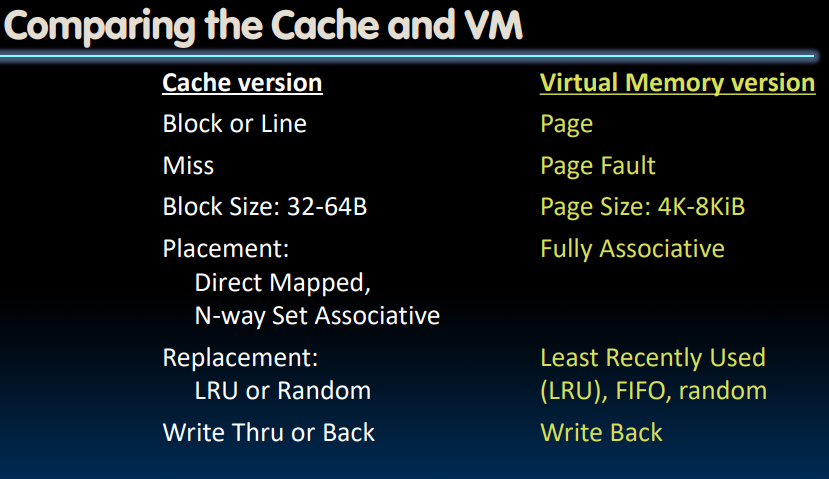 Comparing the Cache and VM
Cache version
Virtual Memory version
Block or Line
Page
Miss
Page Fault
Block Size: 32-64B
Page Size: 4K-8KiB
Placement:
Fully Associative
Direct Mapped,
N-way Set Associative
Replacement:
Least Recently Used
LRU or Random
(LRU), FIFO, random
Write Thru or Back
Write Back